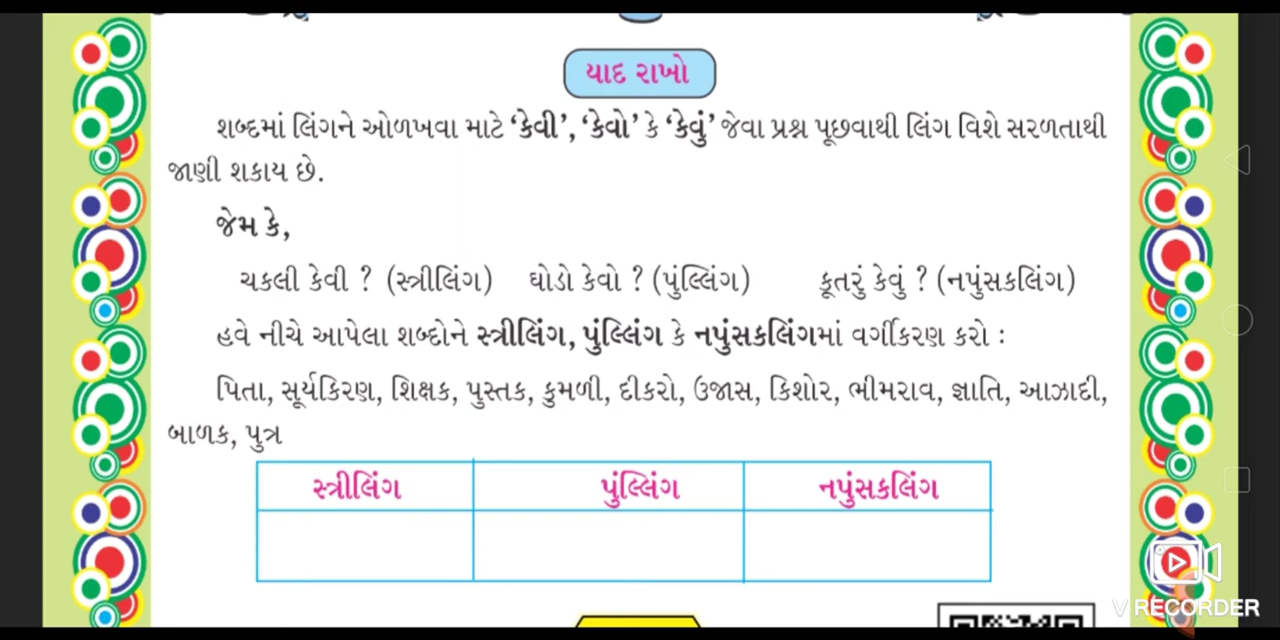 યાદ રાખો
શબ્દમાં લિંગને ઓળખવા માટે ‘કેવી’, ‘કેવો’ કે ‘કેવું’ જેવા પ્રશ્ન પૂછવાથી લિંગ વિશે સરળતાથી
જાણી શકાય છે.
જેમ કે,
ચકલી કેવી ? (સ્ત્રીલિંગ) ઘોડો કેવો ? (પુંલ્લિંગ) કૂતરું કેવું ? (નપુંસકલિંગ)
હવે નીચે આપેલા શબ્દોને સ્ત્રીલિંગ, પુંલ્લિંગ કે નપુંસકલિંગમાં વર્ગીકરણ કરો :
પિતા, સૂર્યકિરણ, શિક્ષક, પુસ્તક, કુમળી, દીકરો, ઉજાસ, કિશોર, ભીમરાવ, જ્ઞાતિ, આઝાદી,
બાળક, પુત્ર
સ્ત્રીલિંગ પુંલ્લિંગ નપુંસકલિંગ
V RECORDER